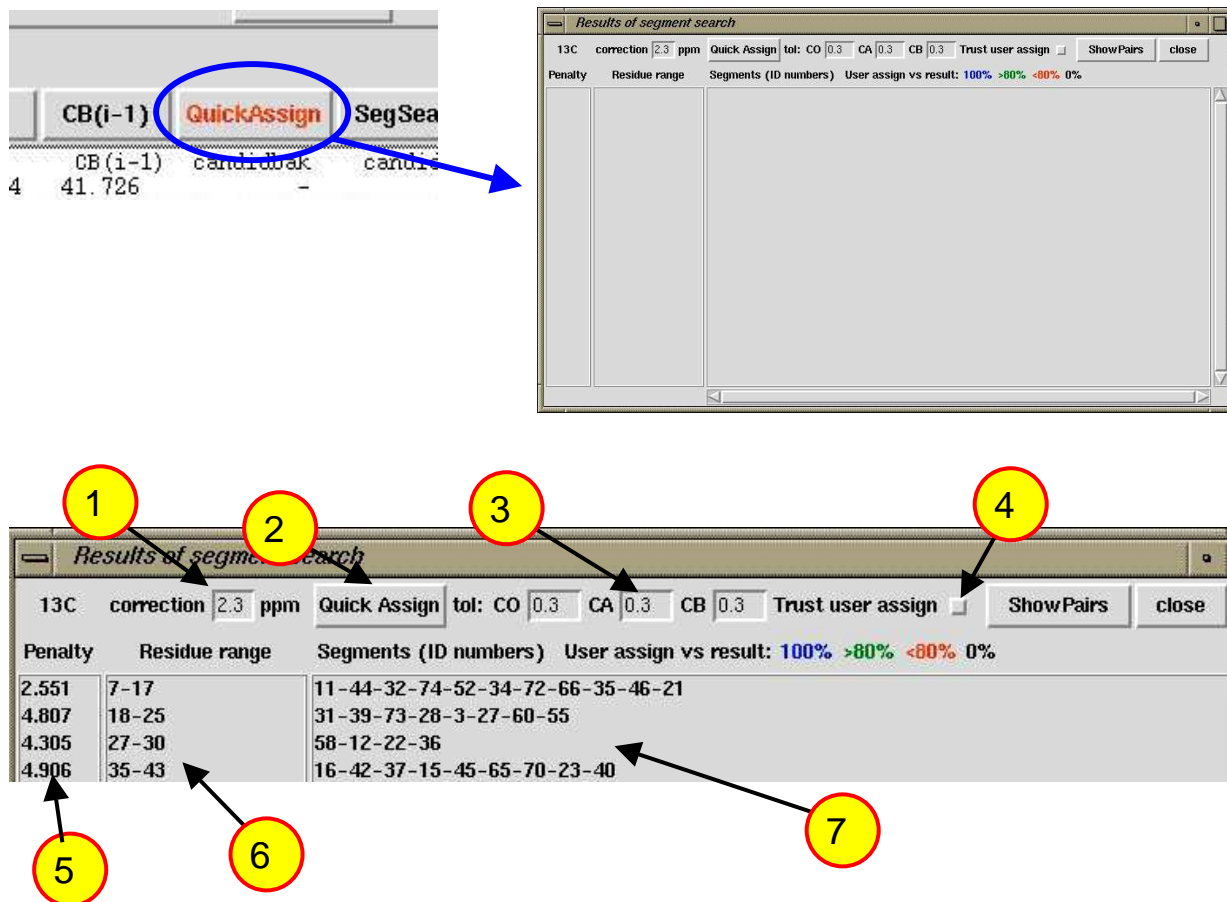 CB(i-1) QuickAssign SegSea
CB(i-1) candidbak candid
4 41.726 -
Results of segment search
13C correction 2.3 ppm Quick Assign tol: CO 0.3 CA 0.3 CB 0.3 Trust user assign ShowPairs close
Penalty Residue range Segments (ID numbers) User assign vs result: 100% >80% <80% 0%
1 2 3 4
Results of segment search
13C correction 2.3 ppm Quick Assign tol: CO 0.3 CA 0.3 CB 0.3 Trust user assign ShowPairs close
Penalty Residue range Segments (ID numbers) User assign vs result: 100% >80% <80% 0%
2.551 7-17 11-44-32-74-52-34-72-66-35-46-21
4.807 18-25 31-39-73-28-3-27-60-55
4.305 27-30 58-12-22-36
4.906 35-43 16-42-37-15-45-65-70-23-40
5 6 7